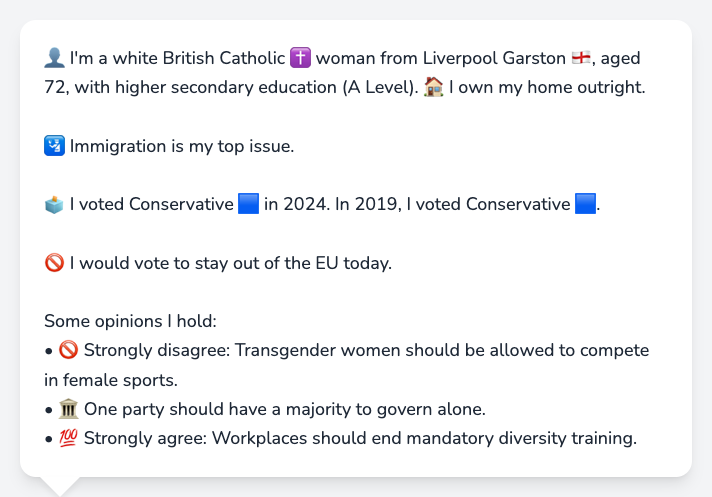 👤 I'm a white British Catholic ✝️ woman from Liverpool Garston 🏴󠁧󠁢󠁥󠁮󠁧󠁿, aged
72, with higher secondary education (A Level). 🏠 I own my home outright.
🛂 Immigration is my top issue.
🗳️ I voted Conservative 🟦 in 2024. In 2019, I voted Conservative 🟦.
🚫 I would vote to stay out of the EU today.
Some opinions I hold:
• 🚫 Strongly disagree: Transgender women should be allowed to compete
in female sports.
• 🏛️ One party should have a majority to govern alone.
• 💯 Strongly agree: Workplaces should end mandatory diversity training.